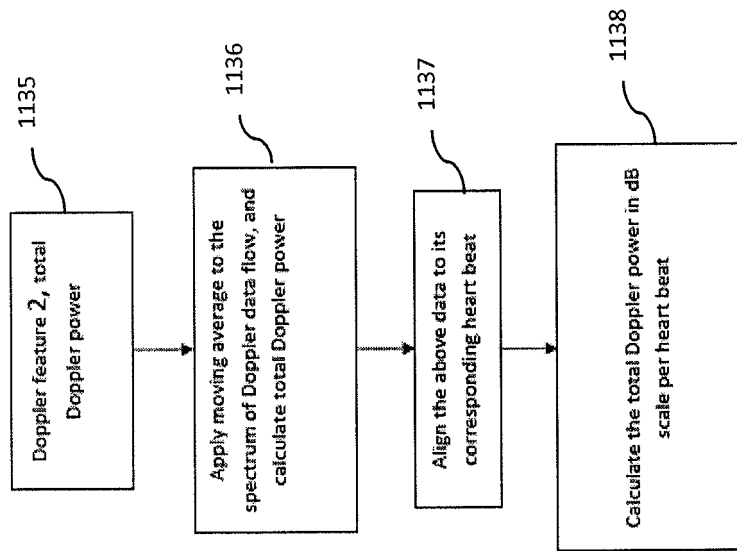 1135
Doppler feature 2, total
Doppler power
1136
Apply moving average to the
spectrum of Doppler data flow, and
calculate total Doppler power
1137
Align the above data to its
corresponding heart beat
1138
Calculate the total Doppler power in dB
scale per heart beat